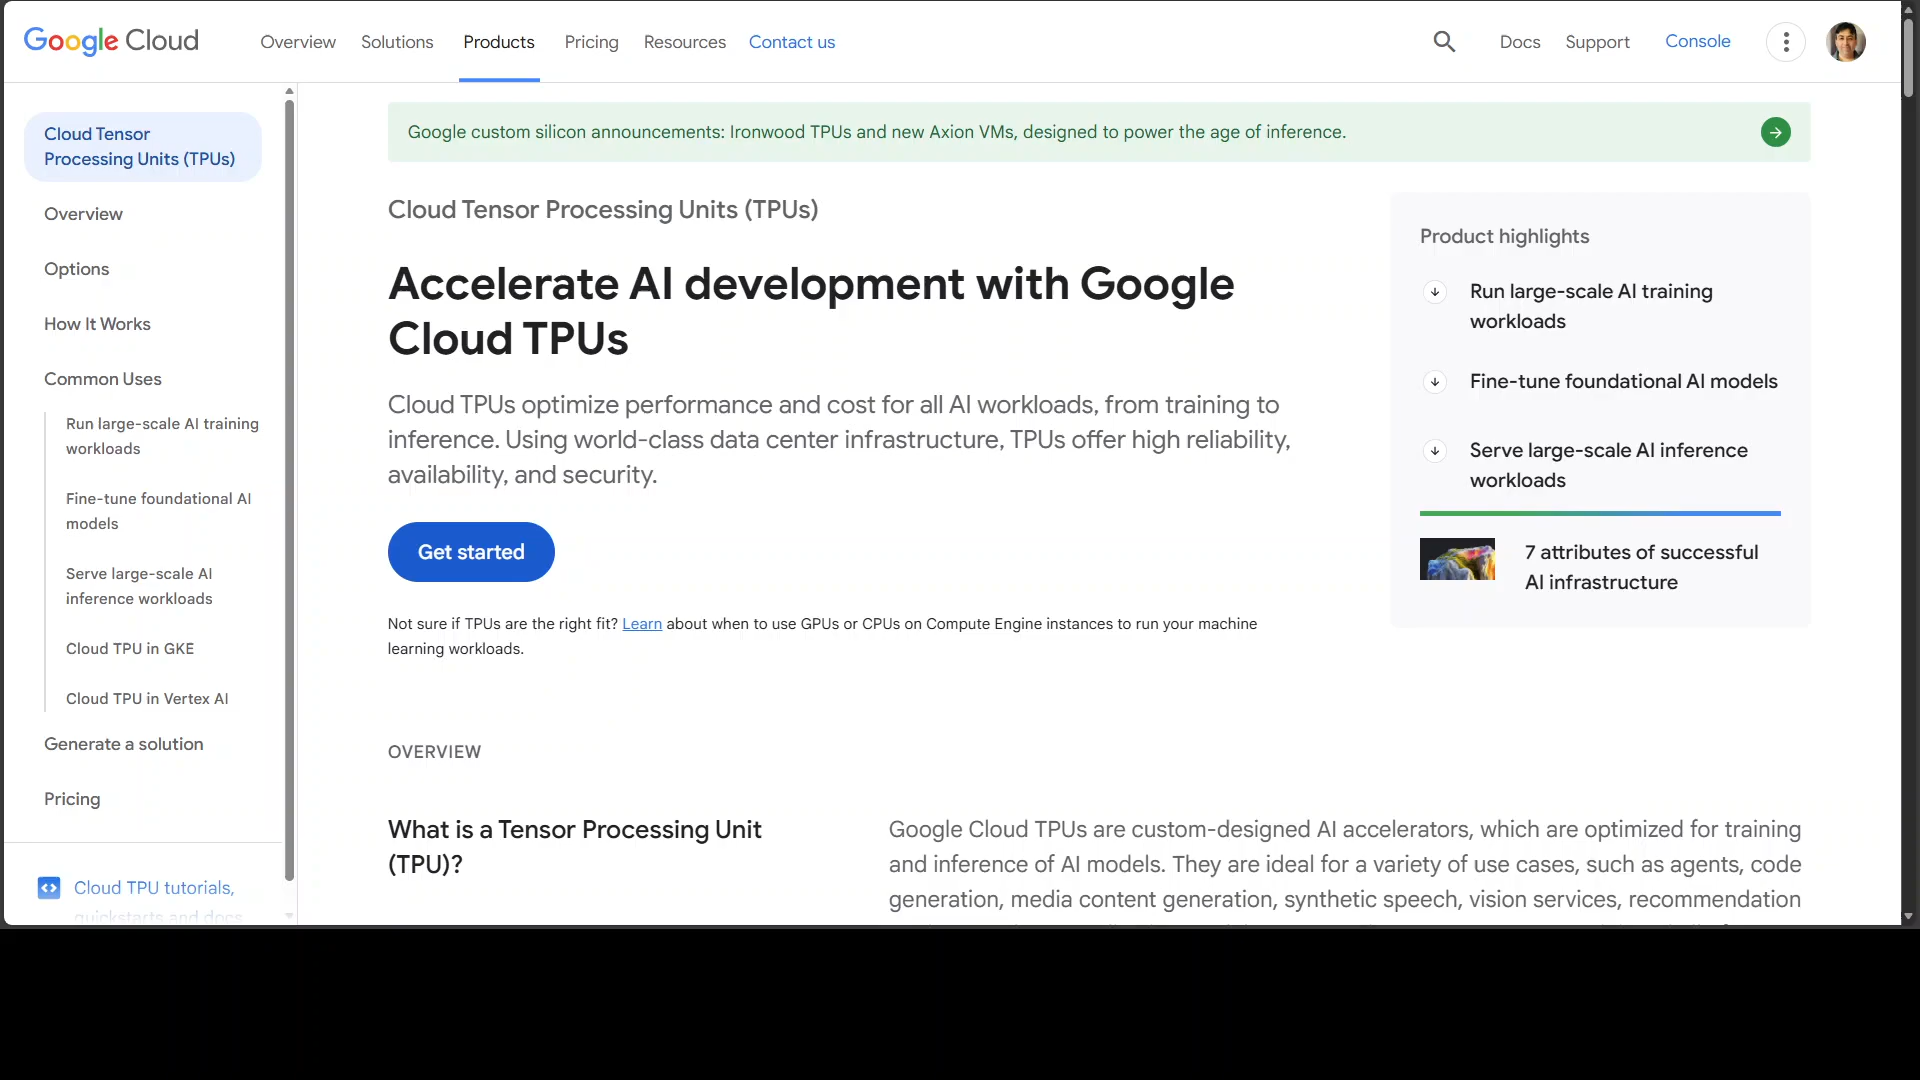 Google Cloud
Overview
Solutions
Products
Pricing
Resources
Contact us
Docs
Support
Console
Cloud Tensor
Processing Units (TPUs)
Overview
Options
How It Works
Common Uses
Run large-scale AI training
workloads
Fine-tune foundational AI
models
Serve large-scale AI
inference workloads
Cloud TPU in GKE
Cloud TPU in Vertex AI
Generate a solution
Pricing
Cloud TPU tutorials,
quickstarts and docs
Google custom silicon announcements: Ironwood TPUs and new Axion VMs, designed to power the age of inference.
Cloud Tensor Processing Units (TPUs)
Accelerate AI development with Google
Cloud TPUs
Cloud TPUs optimize performance and cost for all AI workloads, from training to
inference. Using world-class data center infrastructure, TPUs offer high reliability,
availability, and security.
Get started
Not sure if TPUs are the right fit? Learn about when to use GPUs or CPUs on Compute Engine instances to run your machine
learning workloads.
Product highlights
Run large-scale AI training
workloads
Fine-tune foundational AI models
Serve large-scale AI inference
workloads
7 attributes of successful
AI infrastructure
OVERVIEW
What is a Tensor Processing Unit
(TPU)?
Google Cloud TPUs are custom-designed AI accelerators, which are optimized for training
and inference of AI models. They are ideal for a variety of use cases, such as agents, code
generation, media content generation, synthetic speech, vision services, recommendation